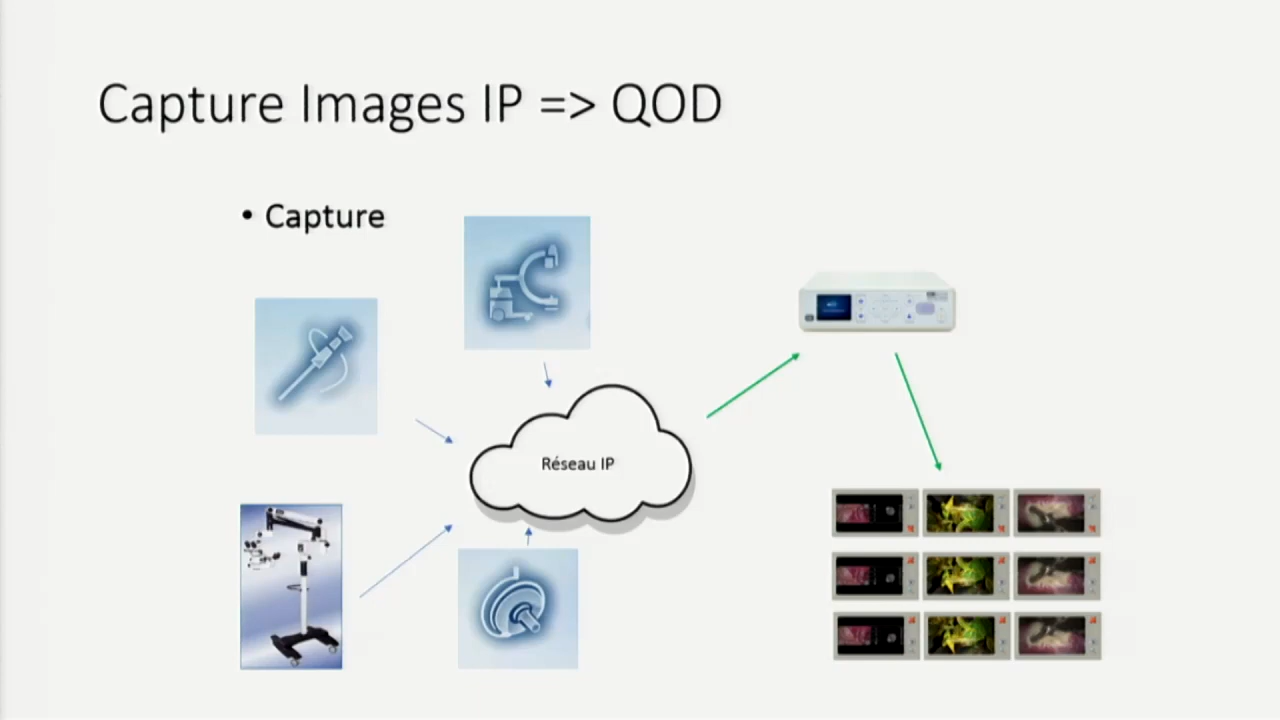 Capture Images IP => QOD
• Capture
Réseau IP